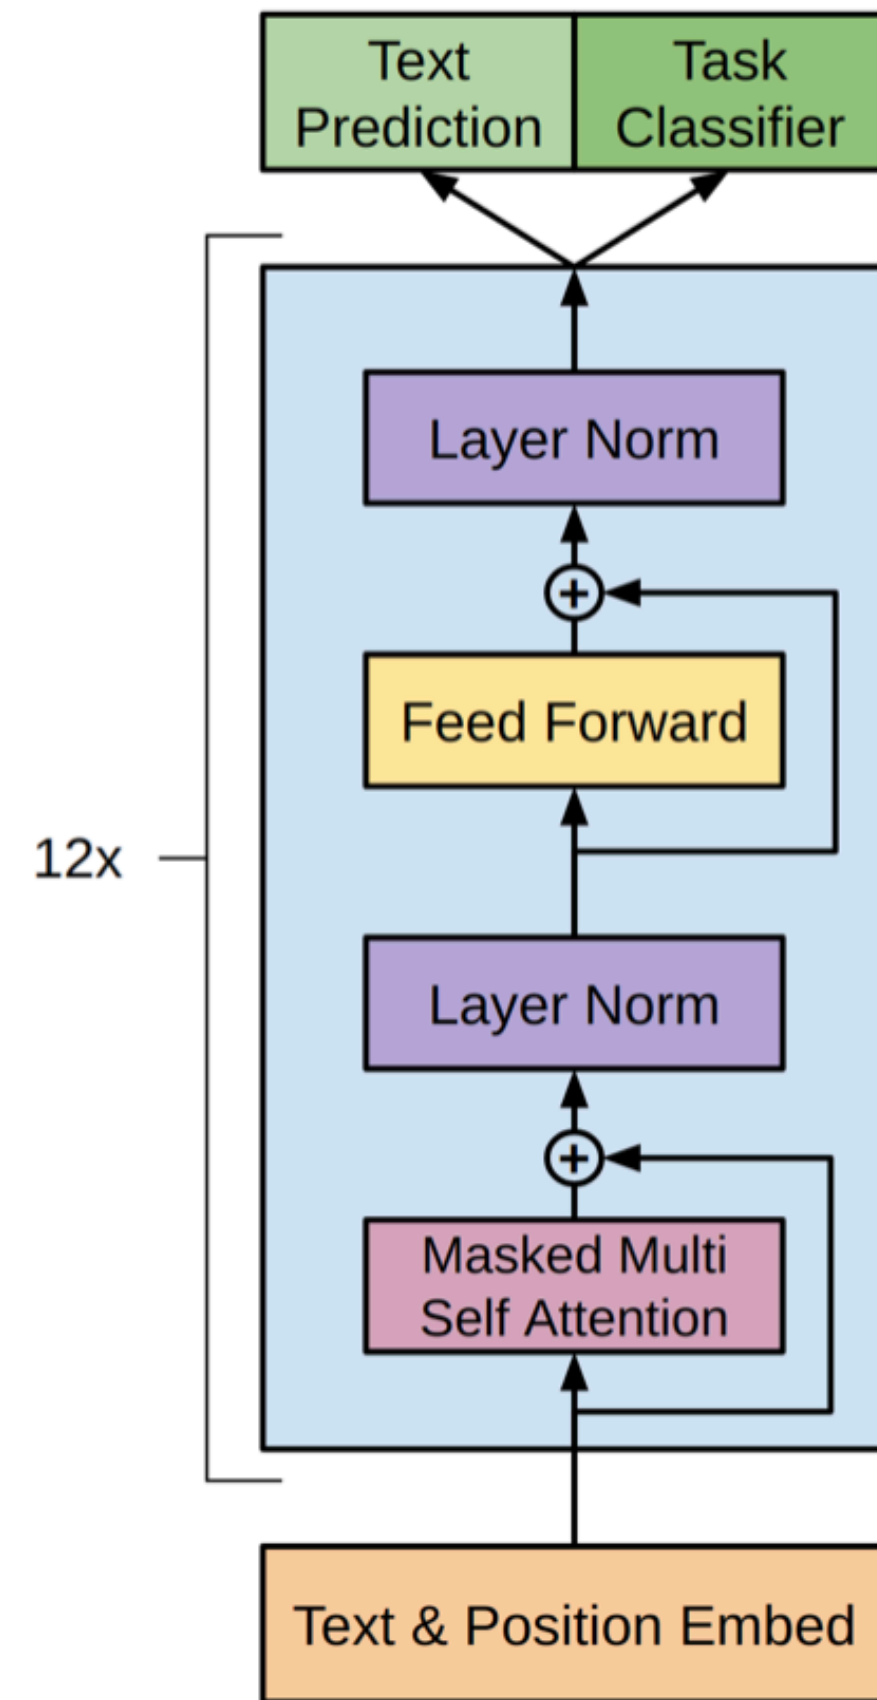 Text
Prediction
Task
Classifier
Layer Norm
+
Feed Forward
12x
Layer Norm
+
Masked Multi
Self Attention
Text & Position Embed